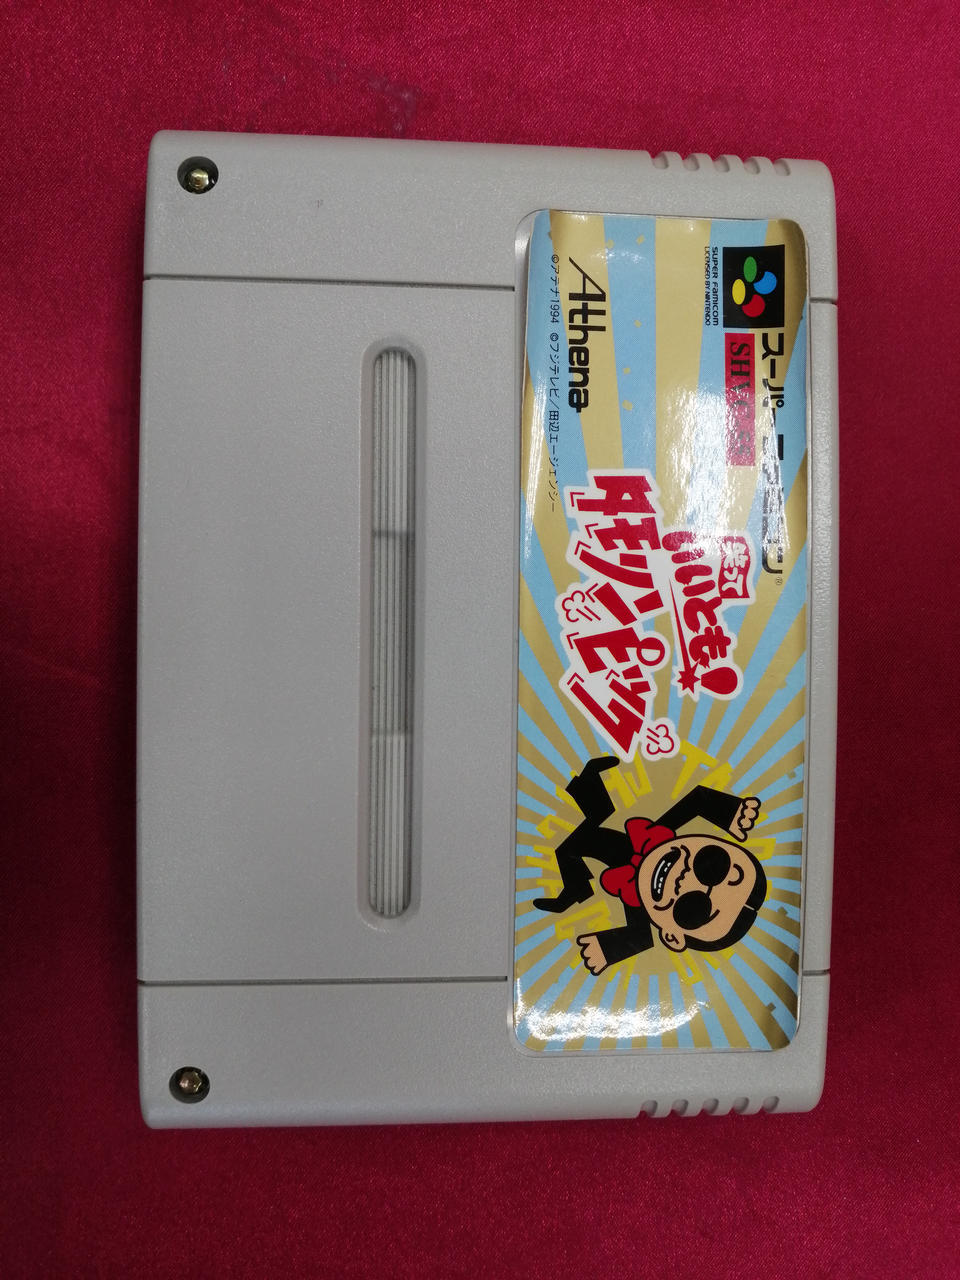 スーパーファミコン®
SUPER FAMICOM
LICENSED BY NINTENDO
笑って
いいとも!
タモリンピック
Athena
©アテナ1994 ©フジテレビ/田辺エージェンシー